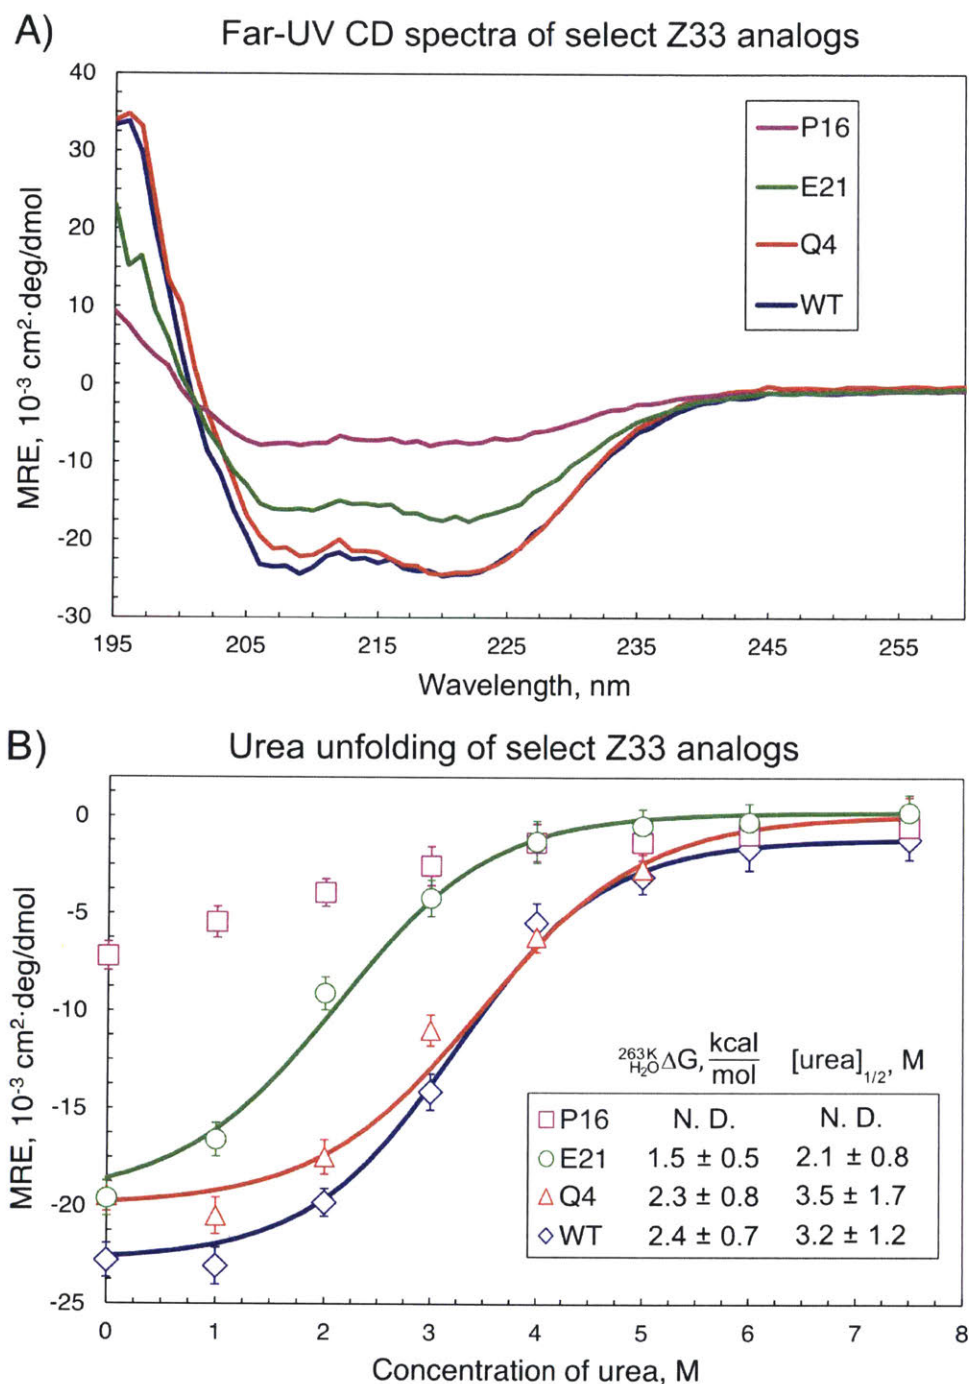 A) Far-UV CD spectra of select Z33 analogs
MRE, 10⁻³ cm²·deg/dmol
40
30
20
10
0
-10
-20
-30
P16
E21
Q4
WT
195 205 215 225 235 245 255
Wavelength, nm
B) Urea unfolding of select Z33 analogs
MRE, 10⁻³ cm²·deg/dmol
0
-5
-10
-15
-20
-25
263K H₂O ΔG, kcal/mol [urea]1/2, M
P16 N. D. N. D.
E21 1.5 ± 0.5 2.1 ± 0.8
Q4 2.3 ± 0.8 3.5 ± 1.7
WT 2.4 ± 0.7 3.2 ± 1.2
0 1 2 3 4 5 6 7 8
Concentration of urea, M